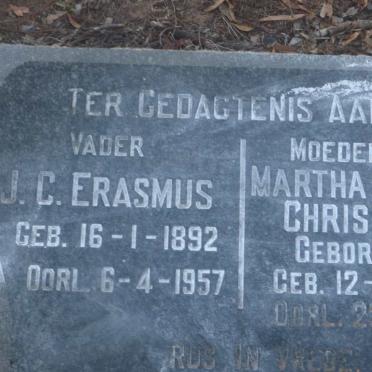 TER GEDAGTENIS AAN
VADER
J. C. ERASMUS
GEB. 16-1-1892
OORL. 6-4-1957
MOEDER
MARTHA
CHRIS
GEBOR
GEB. 12-
OORL. 2
RUS IN VREDE